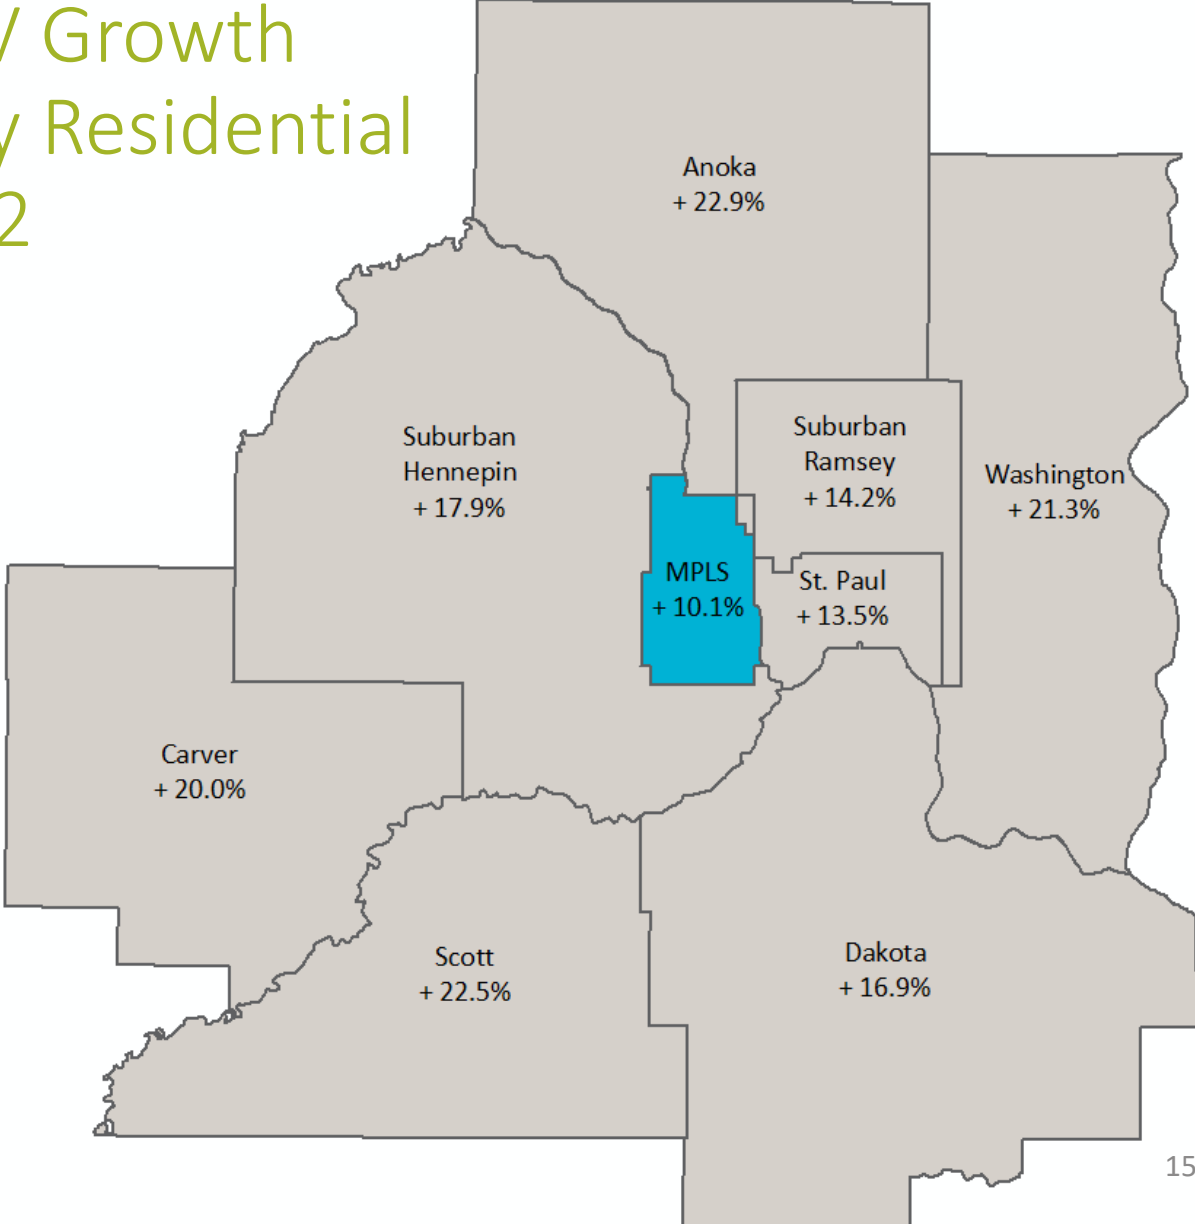 Growth
Residential
2
Anoka
+ 22.9%
Suburban
Hennepin
+ 17.9%
Suburban
Ramsey
+ 14.2%
Washington
+ 21.3%
MPLS
+ 10.1%
St. Paul
+ 13.5%
Carver
+ 20.0%
Scott
+ 22.5%
Dakota
+ 16.9%
15